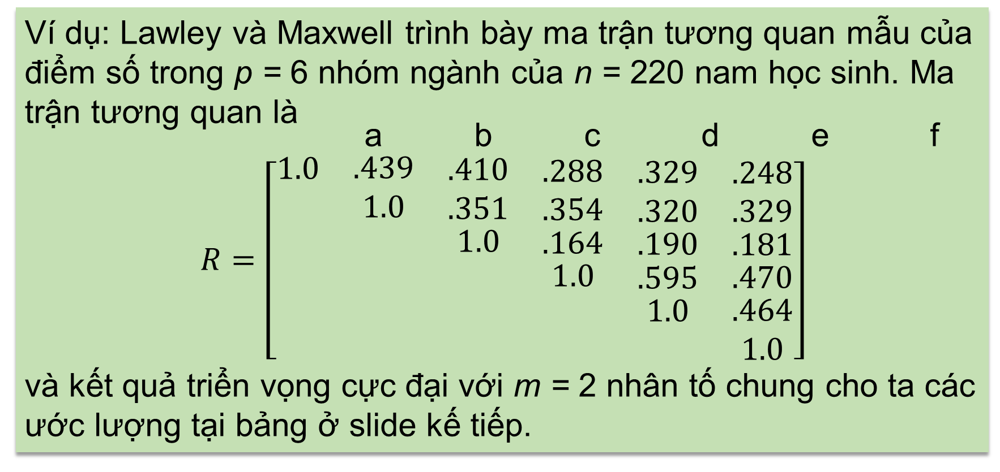 Ví dụ: Lawley và Maxwell trình bày ma trận tương quan mẫu của
điểm số trong p = 6 nhóm ngành của n = 220 nam học sinh. Ma
trận tương quan là
a b c d e f
1.0 .439 .410 .288 .329 .248
1.0 .351 .354 .320 .329
1.0 .164 .190 .181
R =
1.0 .595 .470
1.0 .464
1.0
và kết quả triển vọng cực đại với m = 2 nhân tố chung cho ta các
ước lượng tại bảng ở slide kế tiếp.